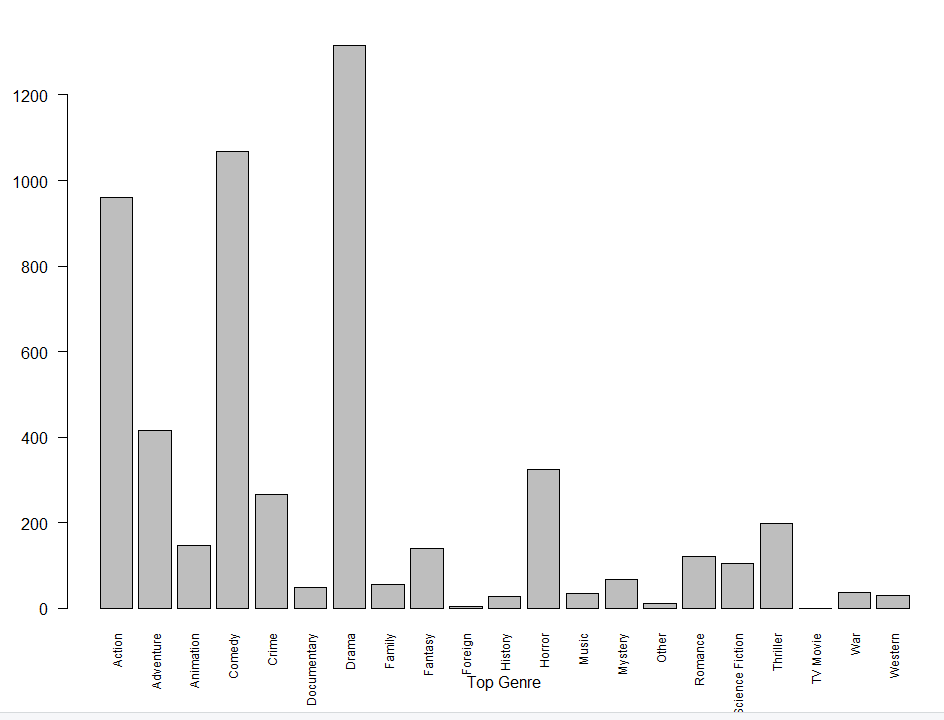 1200
1000
800
600
400
200
0
Action
Adventure
Animation
Comedy
Crime
Documentary
Drama
Family
Fantasy
Foreign
History
Horror
Music
Mystery
Other
Romance
Science Fiction
Thriller
TV Movie
War
Western
Top Genre